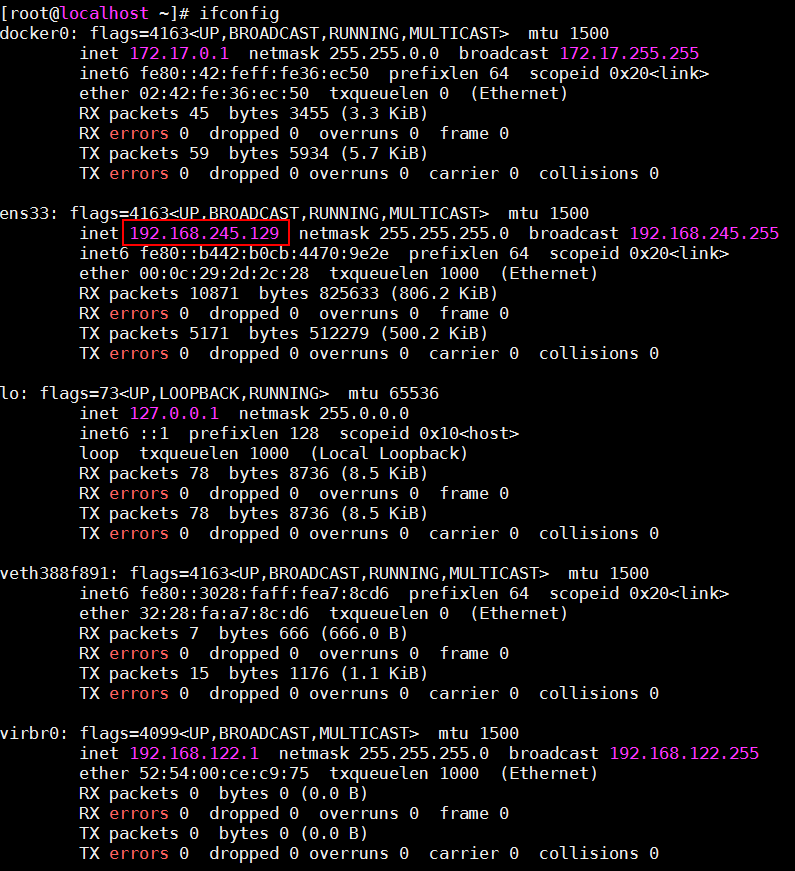 [root@localhost ~]# ifconfig
docker0: flags=4163<UP,BROADCAST,RUNNING,MULTICAST>  mtu 1500
        inet 172.17.0.1  netmask 255.255.0.0  broadcast 172.17.255.255
        inet6 fe80::42:feff:fe36:ec50  prefixlen 64  scopeid 0x20<link>
        ether 02:42:fe:36:ec:50  txqueuelen 0  (Ethernet)
        RX packets 45  bytes 3455 (3.3 KiB)
        RX errors 0  dropped 0  overruns 0  frame 0
        TX packets 59  bytes 5934 (5.7 KiB)
        TX errors 0  dropped 0 overruns 0  carrier 0  collisions 0

ens33: flags=4163<UP,BROADCAST,RUNNING,MULTICAST>  mtu 1500
        inet 192.168.245.129  netmask 255.255.255.0  broadcast 192.168.245.255
        inet6 fe80::b442:b0cb:4470:9e2e  prefixlen 64  scopeid 0x20<link>
        ether 00:0c:29:2d:2c:28  txqueuelen 1000  (Ethernet)
        RX packets 10871  bytes 825633 (806.2 KiB)
        RX errors 0  dropped 0  overruns 0  frame 0
        TX packets 5171  bytes 512279 (500.2 KiB)
        TX errors 0  dropped 0 overruns 0  carrier 0  collisions 0

lo: flags=73<UP,LOOPBACK,RUNNING>  mtu 65536
        inet 127.0.0.1  netmask 255.0.0.0
        inet6 ::1  prefixlen 128  scopeid 0x10<host>
        loop  txqueuelen 1000  (Local Loopback)
        RX packets 78  bytes 8736 (8.5 KiB)
        RX errors 0  dropped 0  overruns 0  frame 0
        TX packets 78  bytes 8736 (8.5 KiB)
        TX errors 0  dropped 0 overruns 0  carrier 0  collisions 0

veth388f891: flags=4163<UP,BROADCAST,RUNNING,MULTICAST>  mtu 1500
        inet6 fe80::3028:faff:fea7:8cd6  prefixlen 64  scopeid 0x20<link>
        ether 32:28:fa:a7:8c:d6  txqueuelen 0  (Ethernet)
        RX packets 7  bytes 666 (666.0 B)
        RX errors 0  dropped 0  overruns 0  frame 0
        TX packets 15  bytes 1176 (1.1 KiB)
        TX errors 0  dropped 0 overruns 0  carrier 0  collisions 0

virbr0: flags=4099<UP,BROADCAST,MULTICAST>  mtu 1500
        inet 192.168.122.1  netmask 255.255.255.0  broadcast 192.168.122.255
        ether 52:54:00:ce:c9:75  txqueuelen 1000  (Ethernet)
        RX packets 0  bytes 0 (0.0 B)
        RX errors 0  dropped 0  overruns 0  frame 0
        TX packets 0  bytes 0 (0.0 B)
        TX errors 0  dropped 0 overruns 0  carrier 0  collisions 0